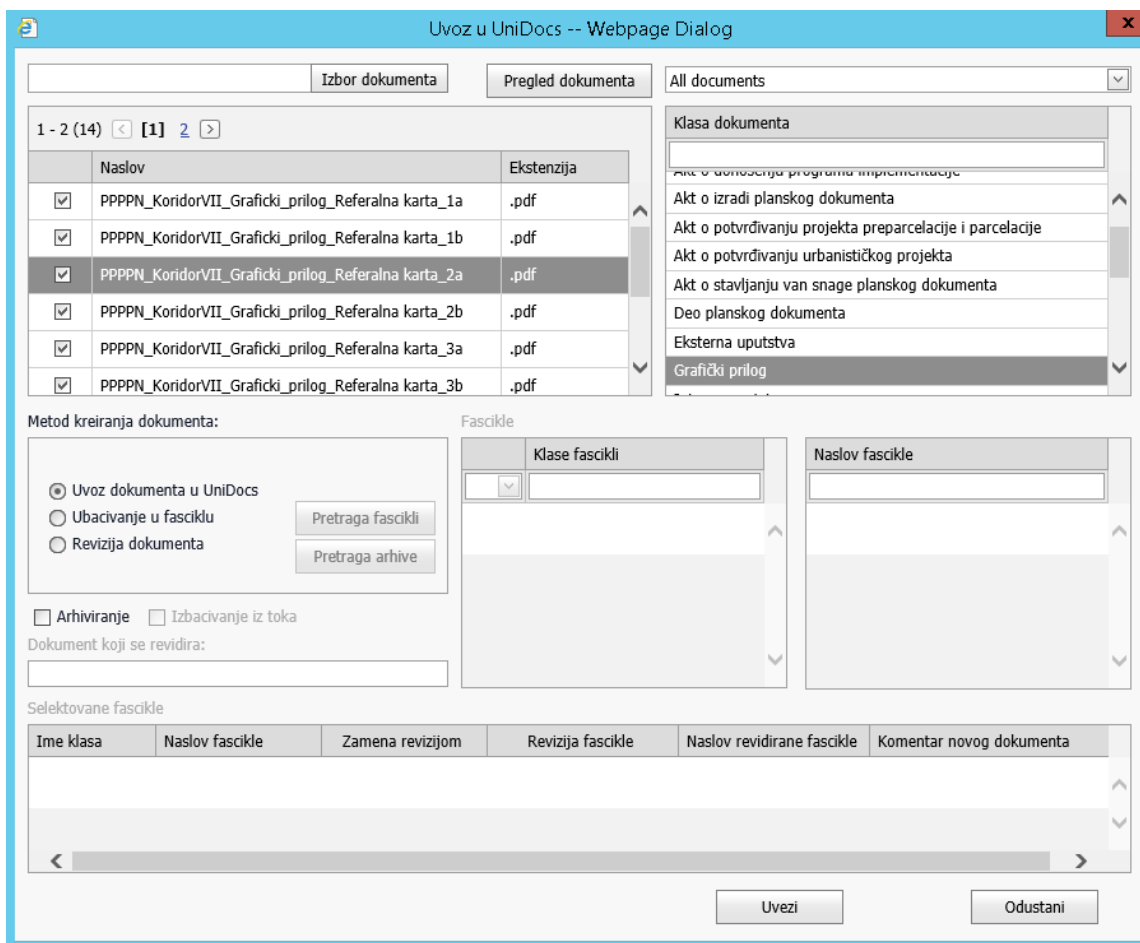 Uvoz u UniDocs -- Webpage Dialog
x
Izbor dokumenta
Pregled dokumenta
All documents
1 - 2 (14) < [1] 2 >
Naslov Ekstenzija
PPPPN_KoridorVII_Graficki_prilog_Referalna karta_1a .pdf
PPPPN_KoridorVII_Graficki_prilog_Referalna karta_1b .pdf
PPPPN_KoridorVII_Graficki_prilog_Referalna karta_2a .pdf
PPPPN_KoridorVII_Graficki_prilog_Referalna karta_2b .pdf
PPPPN_KoridorVII_Graficki_prilog_Referalna karta_3a .pdf
PPPPN_KoridorVII_Graficki_prilog_Referalna karta_3b .pdf
Klasa dokumenta
Akt o donošenju programa implementacije
Akt o izradi planskog dokumenta
Akt o potvrđivanju projekta preparcelacije i parcelacije
Akt o potvrđivanju urbanističkog projekta
Akt o stavljanju van snage planskog dokumenta
Deo planskog dokumenta
Eksterna uputstva
Grafički prilog
Metod kreiranja dokumenta:
Uvoz dokumenta u UniDocs
Ubacivanje u fasciklu
Revizija dokumenta
Pretraga fascikli
Pretraga arhive
Arhiviranje
Izbacivanje iz toka
Dokument koji se revidira:
Fascikle
Klase fascikli
Naslov fascikle
Selektovane fascikle
Ime klasa Naslov fascikle Zamena revizijom Revizija fascikle Naslov revidirane fascikle Komentar novog dokumenta
Uvezi
Odustani